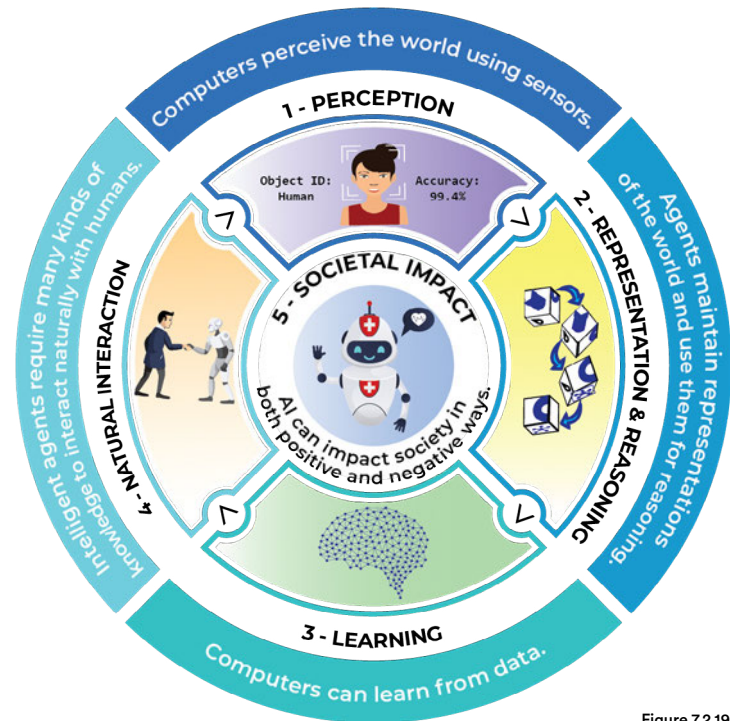 Computers perceive the world using sensors.
1 - PERCEPTION
Object ID:
Human
Accuracy:
99.4%
Agents maintain representations
of the world and use them for reasoning.
2 - REPRESENTATION & REASONING
3 - LEARNING
Computers can learn from data.
Intelligent agents require many kinds of
knowledge to interact naturally with humans.
4 - NATURAL INTERACTION
5 - SOCIETAL IMPACT
AI can impact society in
both positive and negative ways.
Figure 7.2.19